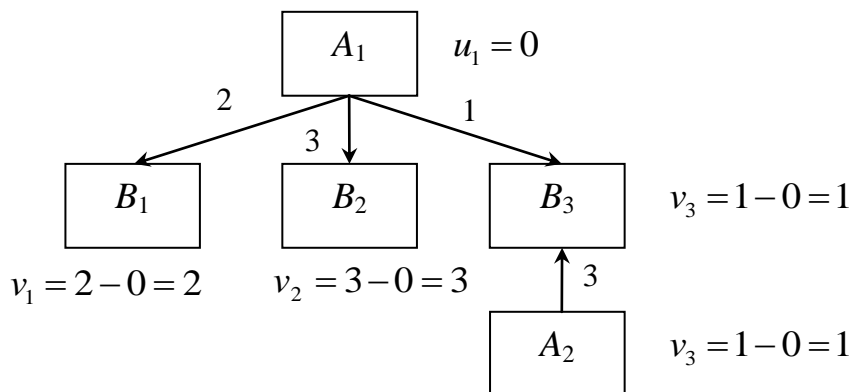 A₁ u₁ = 0
2 3 1
B₁ B₂ B₃ v₃ = 1 − 0 = 1
v₁ = 2 − 0 = 2 v₂ = 3 − 0 = 3 3
A₂ v₃ = 1 − 0 = 1